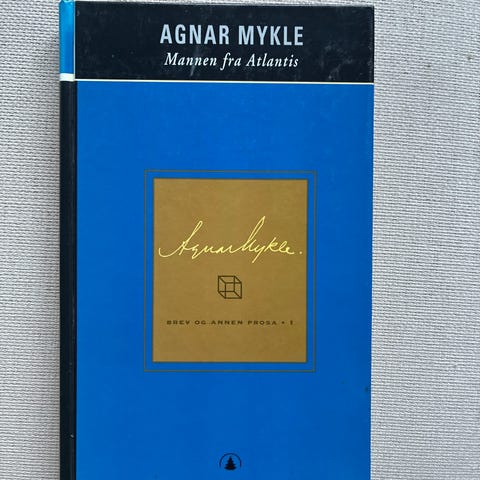 AGNAR MYKLE
Mannen fra Atlantis
Agnar Mykle.
BREV OG ANNEN PROSA • I